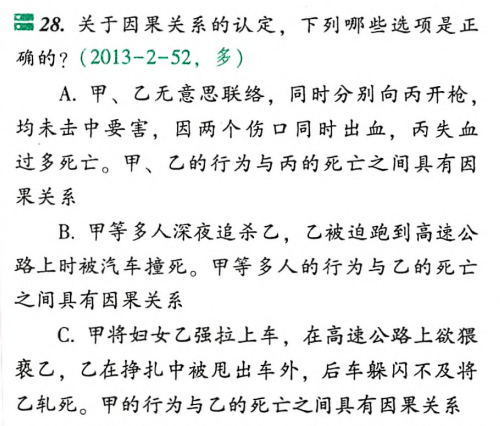 28. 关于因果关系的认定，下列哪些选项是正
确的？(2013-2-52，多)
A. 甲、乙无意思联络，同时分别向丙开枪，
均未击中要害，因两个伤口同时出血，丙失血
过多死亡。甲、乙的行为与丙的死亡之间具有因
果关系
B. 甲等多人深夜追杀乙，乙被迫跑到高速公
路上时被汽车撞死。甲等多人的行为与乙的死亡
之间具有因果关系
C. 甲将妇女乙强拉上车，在高速公路上欲猥
亵乙，乙在挣扎中被甩出车外，后车躲闪不及将
乙轧死。甲的行为与乙的死亡之间具有因果关系